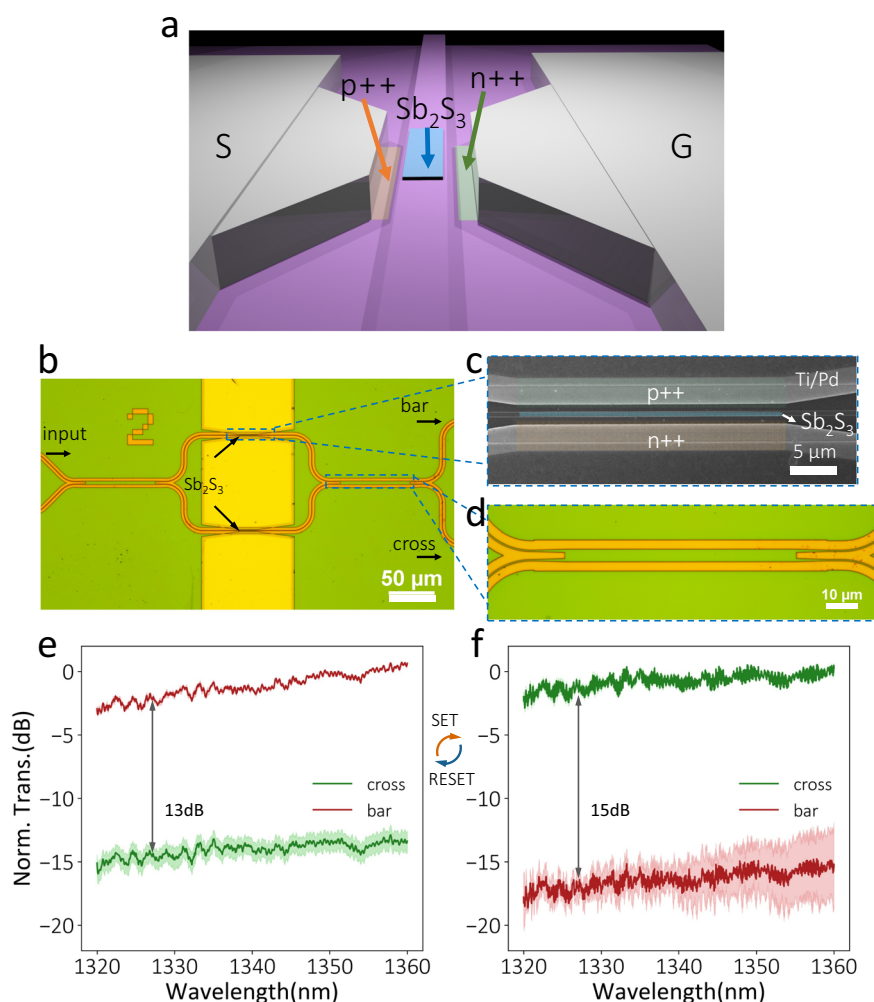 a
p++
n++
Sb₂S₃
S
G
b
input
2
bar
Sb₂S₃
cross
50 μm
c
Ti/Pd
p++
Sb₂S₃
n++
5 μm
d
10 μm
e
Norm. Trans.(dB)
0
−5
−10
−15
−20
13dB
cross
bar
1320 1330 1340 1350 1360
Wavelength(nm)
SET
RESET
f
0
−5
−10
−15
−20
15dB
cross
bar
1320 1330 1340 1350 1360
Wavelength(nm)